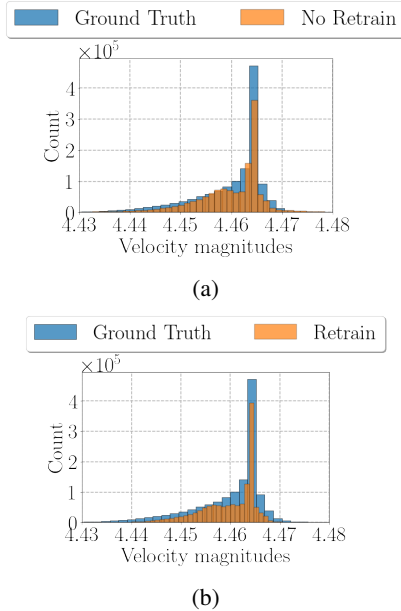 Ground Truth No Retrain
×10^5
4
3
2
1
0
Count
4.43 4.44 4.45 4.46 4.47 4.48
Velocity magnitudes
(a)
Ground Truth Retrain
×10^5
4
3
2
1
0
Count
4.43 4.44 4.45 4.46 4.47 4.48
Velocity magnitudes
(b)